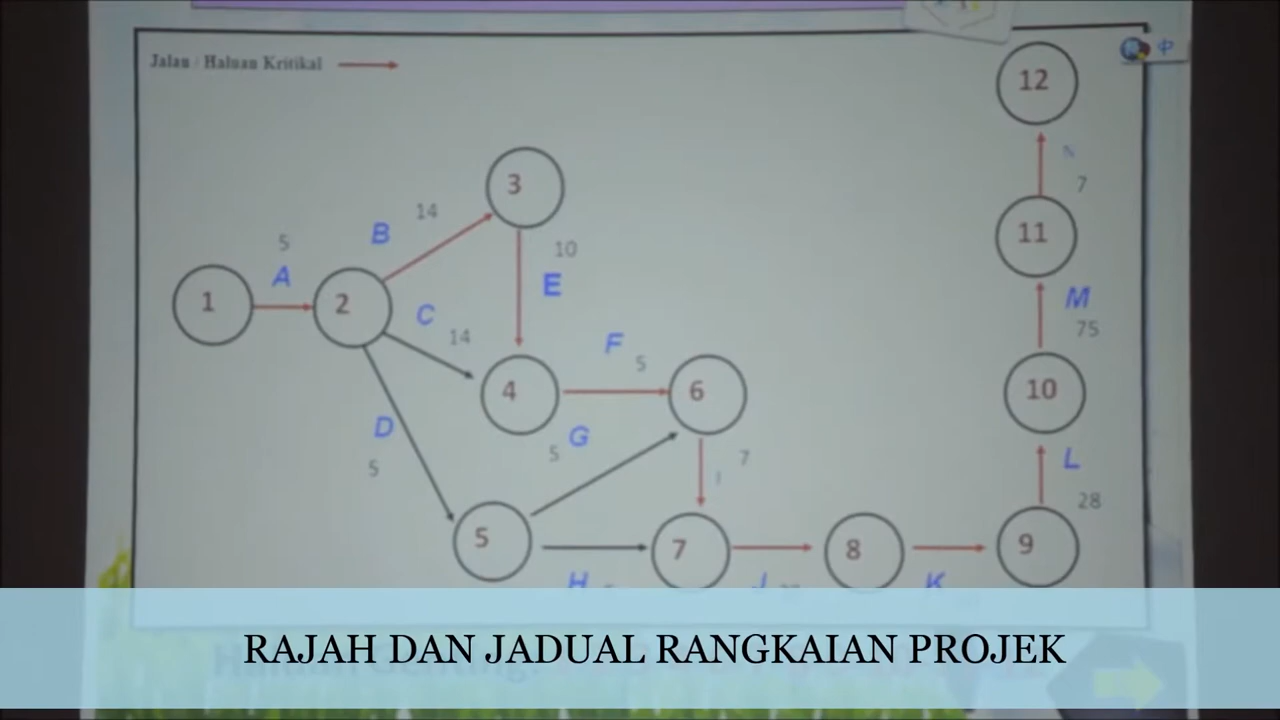 Jalan / Haluan Kritikal
12
N
7
3
14
B
11
5
10
A
E
M
1
2
C
75
14
F
5
4
6
10
D
G
5
7
L
5
I
28
5
7
8
9
H
J
K
RAJAH DAN JADUAL RANGKAIAN PROJEK